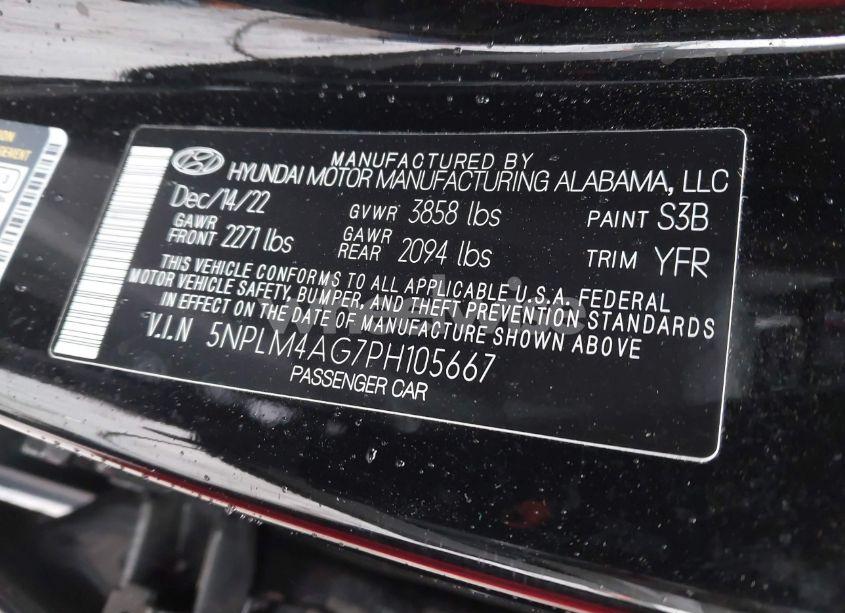 MANUFACTURED BY
HYUNDAI MOTOR MANUFACTURING ALABAMA, LLC
Dec/14/22 GVWR 3858 lbs PAINT S3B
GAWR FRONT 2271 lbs GAWR REAR 2094 lbs TRIM YFR
THIS VEHICLE CONFORMS TO ALL APPLICABLE U.S.A. FEDERAL
MOTOR VEHICLE SAFETY, BUMPER, AND THEFT PREVENTION STANDARDS
IN EFFECT ON THE DATE OF MANUFACTURE SHOWN ABOVE
V.I.N 5NPLM4AG7PH105667
PASSENGER CAR
wheelwise